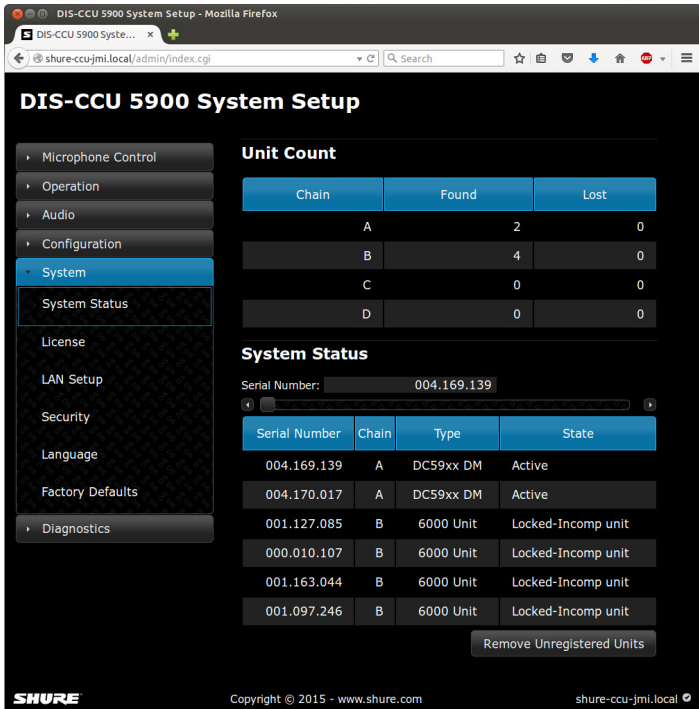 DIS-CCU 5900 System Setup - Mozilla Firefox
DIS-CCU 5900 Syste...
shure-ccu-jmi.local/admin/index.cgi
Search
ABP
DIS-CCU 5900 System Setup
Microphone Control
Operation
Audio
Configuration
System
System Status
License
LAN Setup
Security
Language
Factory Defaults
Diagnostics
Unit Count
Chain Found Lost
A 2 0
B 4 0
C 0 0
D 0 0
System Status
Serial Number: 004.169.139
Serial Number Chain Type State
004.169.139 A DC59xx DM Active
004.170.017 A DC59xx DM Active
001.127.085 B 6000 Unit Locked-Incomp unit
000.010.107 B 6000 Unit Locked-Incomp unit
001.163.044 B 6000 Unit Locked-Incomp unit
001.097.246 B 6000 Unit Locked-Incomp unit
Remove Unregistered Units
SHURE Copyright © 2015 - www.shure.com shure-ccu-jmi.local